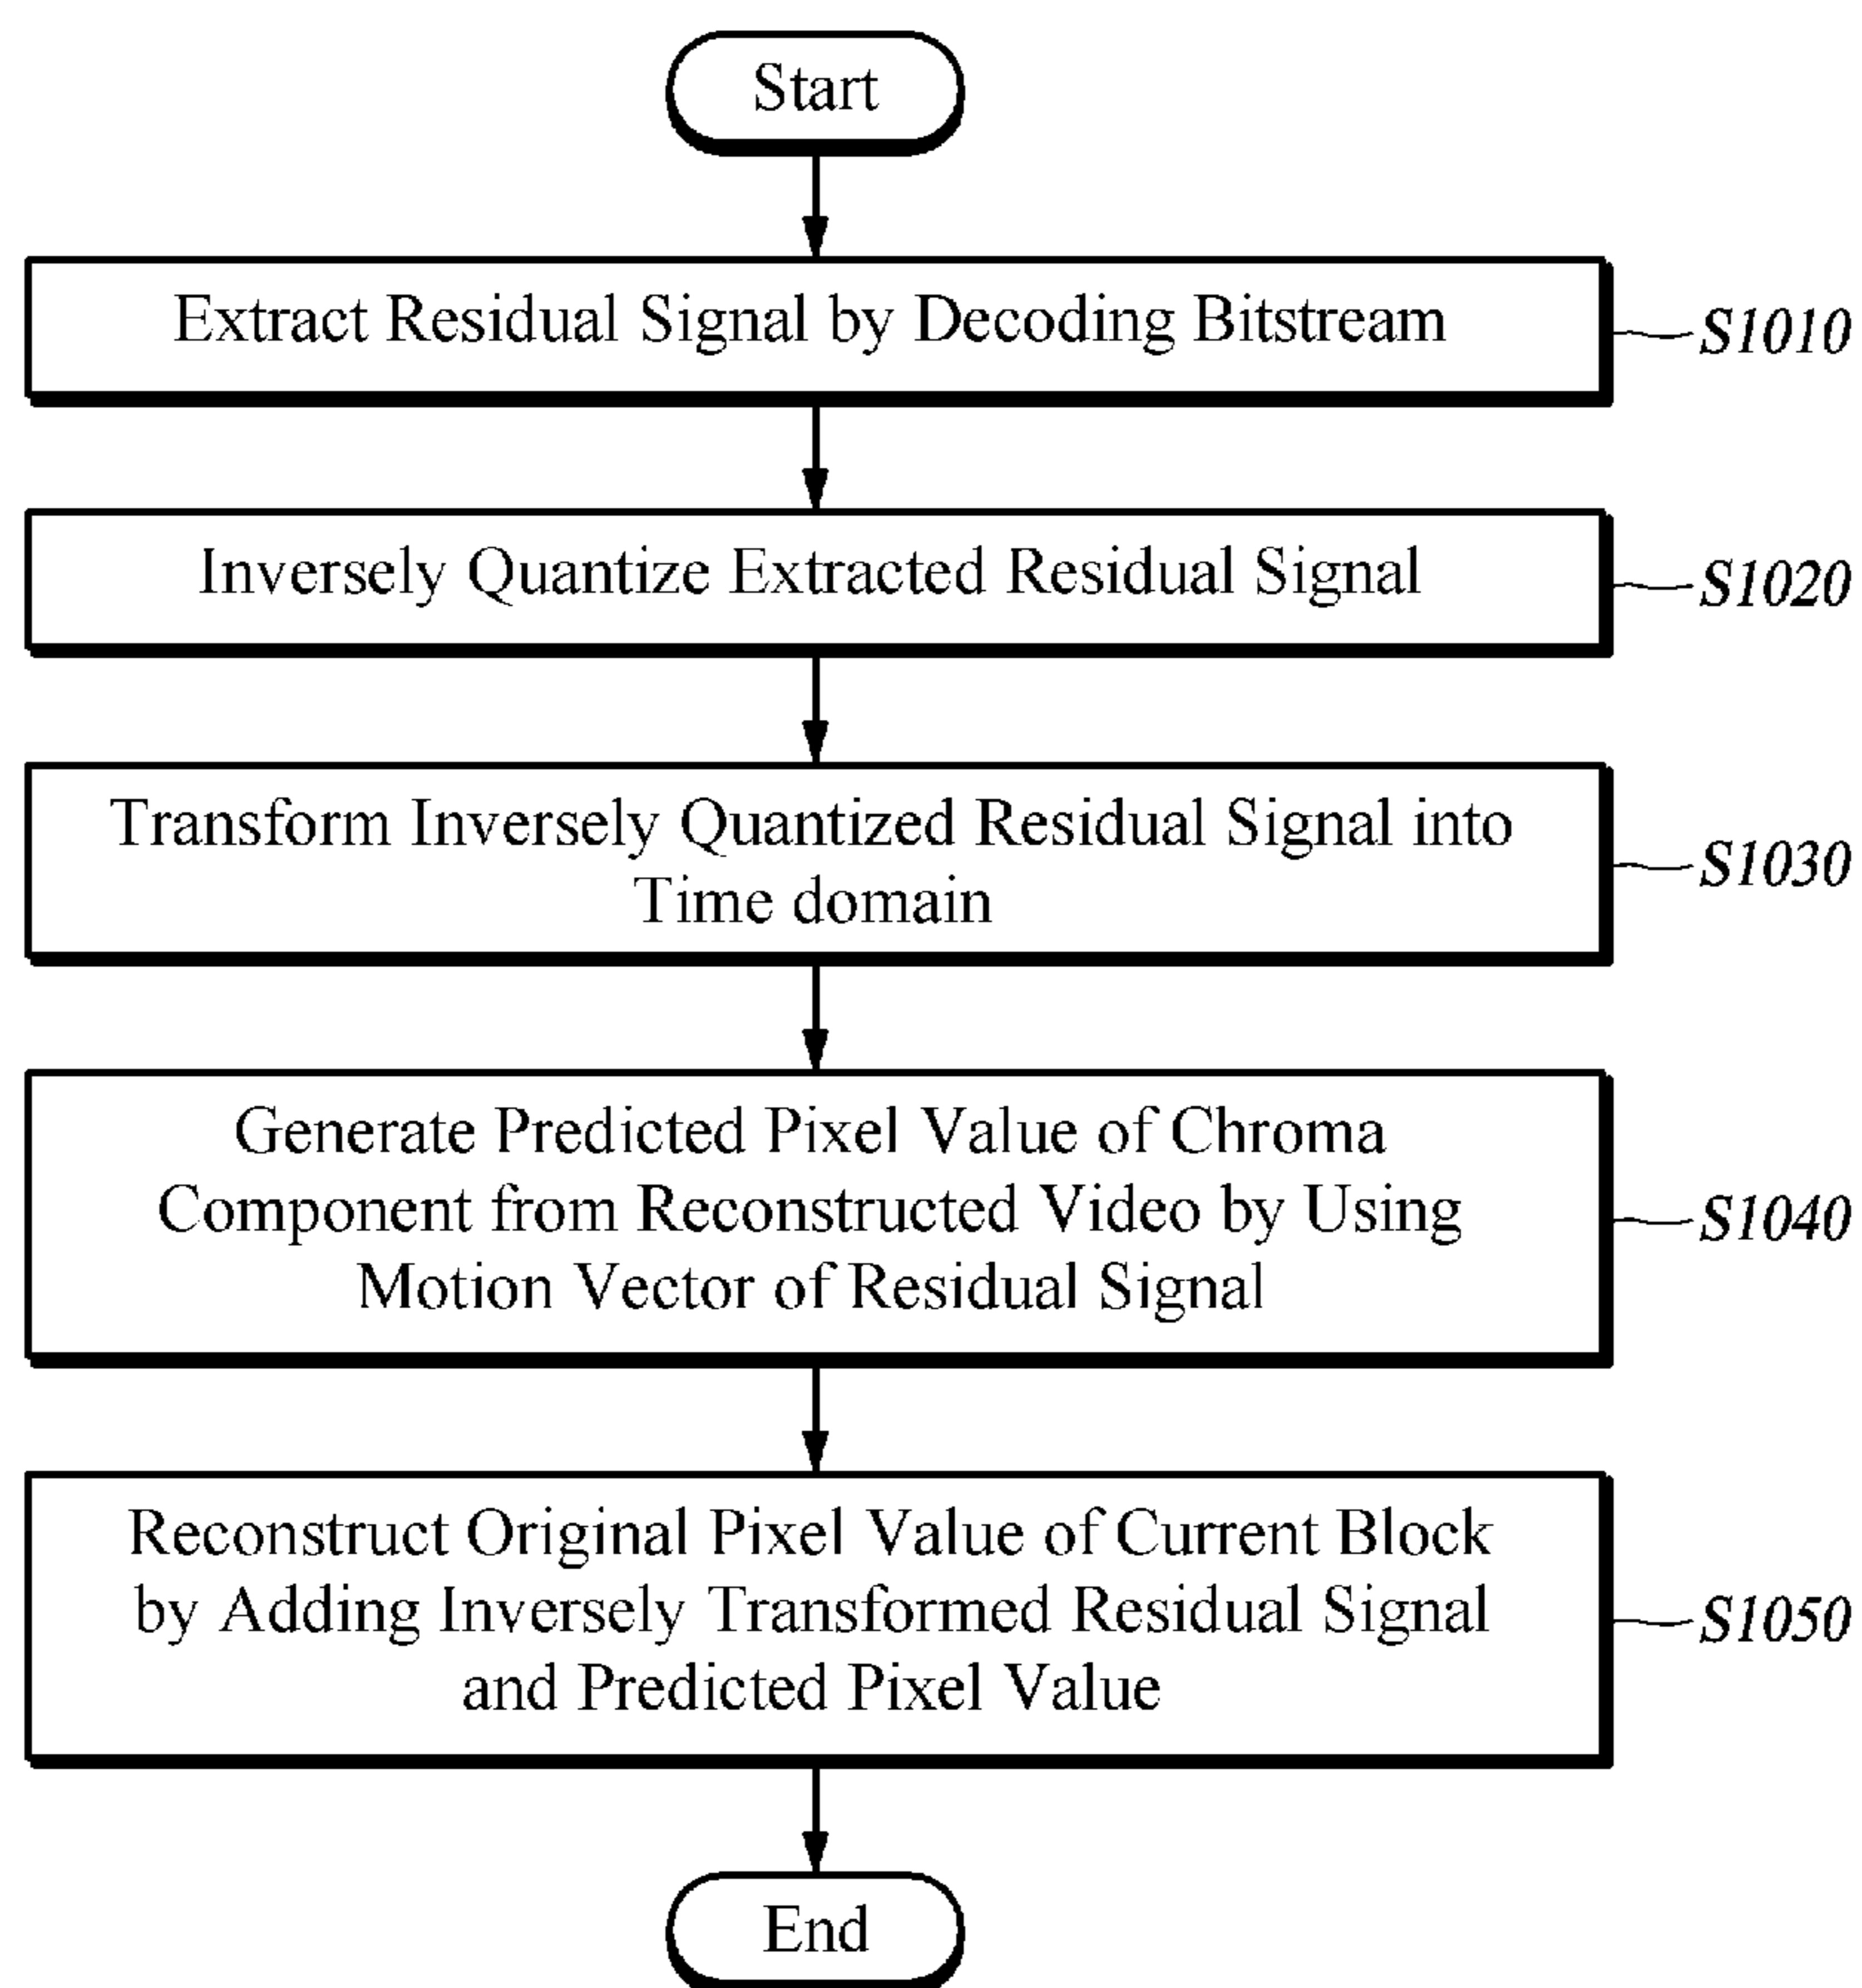 Start
Extract Residual Signal by Decoding Bitstream
S1010
Inversely Quantize Extracted Residual Signal
S1020
Transform Inversely Quantized Residual Signal into
Time domain
S1030
Generate Predicted Pixel Value of Chroma
Component from Reconstructed Video by Using
Motion Vector of Residual Signal
S1040
Reconstruct Original Pixel Value of Current Block
by Adding Inversely Transformed Residual Signal
and Predicted Pixel Value
S1050
End